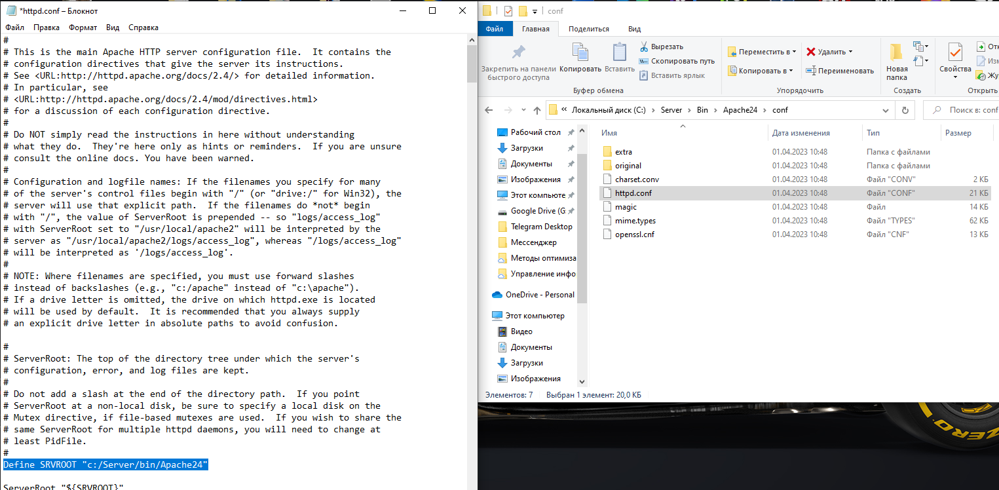 *httpd.conf – Блокнот
Файл Правка Формат Вид Справка
#
# This is the main Apache HTTP server configuration file.  It contains the
# configuration directives that give the server its instructions.
# See <URL:http://httpd.apache.org/docs/2.4/> for detailed information.
# In particular, see
# <URL:http://httpd.apache.org/docs/2.4/mod/directives.html>
# for a discussion of each configuration directive.
#
# Do NOT simply read the instructions in here without understanding
# what they do.  They're here only as hints or reminders.  If you are unsure
# consult the online docs. You have been warned.
#
# Configuration and logfile names: If the filenames you specify for many
# of the server's control files begin with "/" (or "drive:/" for Win32), the
# server will use that explicit path.  If the filenames do *not* begin
# with "/", the value of ServerRoot is prepended -- so "logs/access_log"
# with ServerRoot set to "/usr/local/apache2" will be interpreted by the
# server as "/usr/local/apache2/logs/access_log", whereas "/logs/access_log"
# will be interpreted as '/logs/access_log'.
#
# NOTE: Where filenames are specified, you must use forward slashes
# instead of backslashes (e.g., "c:/apache" instead of "c:\apache").
# If a drive letter is omitted, the drive on which httpd.exe is located
# will be used by default.  It is recommended that you always supply
# an explicit drive letter in absolute paths to avoid confusion.
#
# ServerRoot: The top of the directory tree under which the server's
# configuration, error, and log files are kept.
#
# Do not add a slash at the end of the directory path.  If you point
# ServerRoot at a non-local disk, be sure to specify a local disk on the
# Mutex directive, if file-based mutexes are used.  If you wish to share the
# same ServerRoot for multiple httpd daemons, you will need to change at
# least PidFile.
#
Define SRVROOT "c:/Server/bin/Apache24"
ServerRoot "${SRVROOT}"
conf
Файл Главная Поделиться Вид
Закрепить на панели
быстрого доступа
Копировать
Вставить
Вырезать
Скопировать путь
Вставить ярлык
Буфер обмена
Переместить в
Копировать в
Удалить
Переименовать
Упорядочить
Новая
папка
Создать
Свойства
От
Из
Жу
Открыть
« Локальный диск (C:) > Server > Bin > Apache24 > conf
Поиск в: conf
Рабочий стол
Загрузки
Документы
Изображения
Этот компьюте
Google Drive (G:
Telegram Desktop
Мессенджер
Методы оптимиза
Управление инфо
OneDrive - Personal
Этот компьютер
Видео
Документы
Загрузки
Изображения
Имя Дата изменения Тип Размер
extra 01.04.2023 10:48 Папка с файлами
original 01.04.2023 10:48 Папка с файлами
charset.conv 01.04.2023 10:48 Файл "CONV" 2 КБ
httpd.conf 01.04.2023 10:48 Файл "CONF" 21 КБ
magic 01.04.2023 10:48 Файл 14 КБ
mime.types 01.04.2023 10:48 Файл "TYPES" 62 КБ
openssl.cnf 01.04.2023 10:48 Файл "CNF" 13 КБ
Элементов: 7 Выбран 1 элемент: 20,0 КБ
ZERO